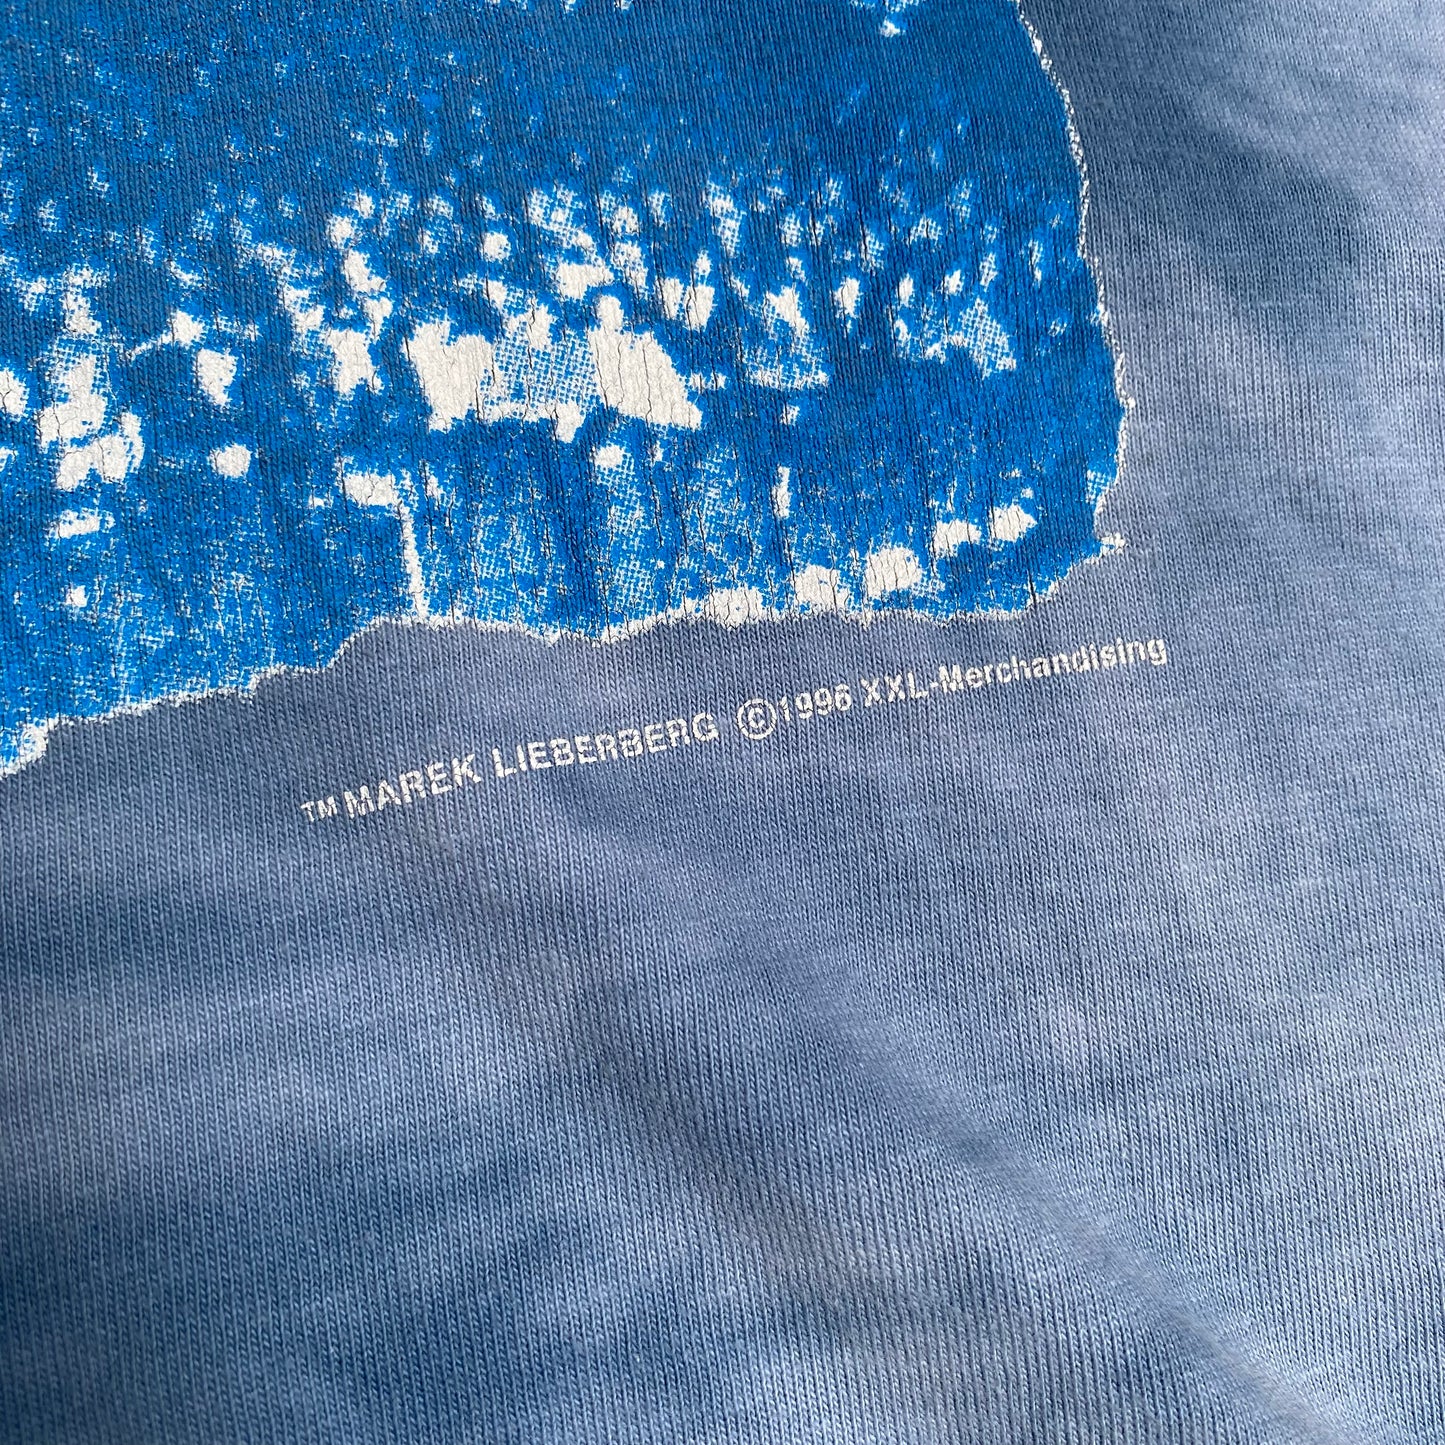 ™ MAREK LIEBERBERG ©1996 XXL-Merchandising